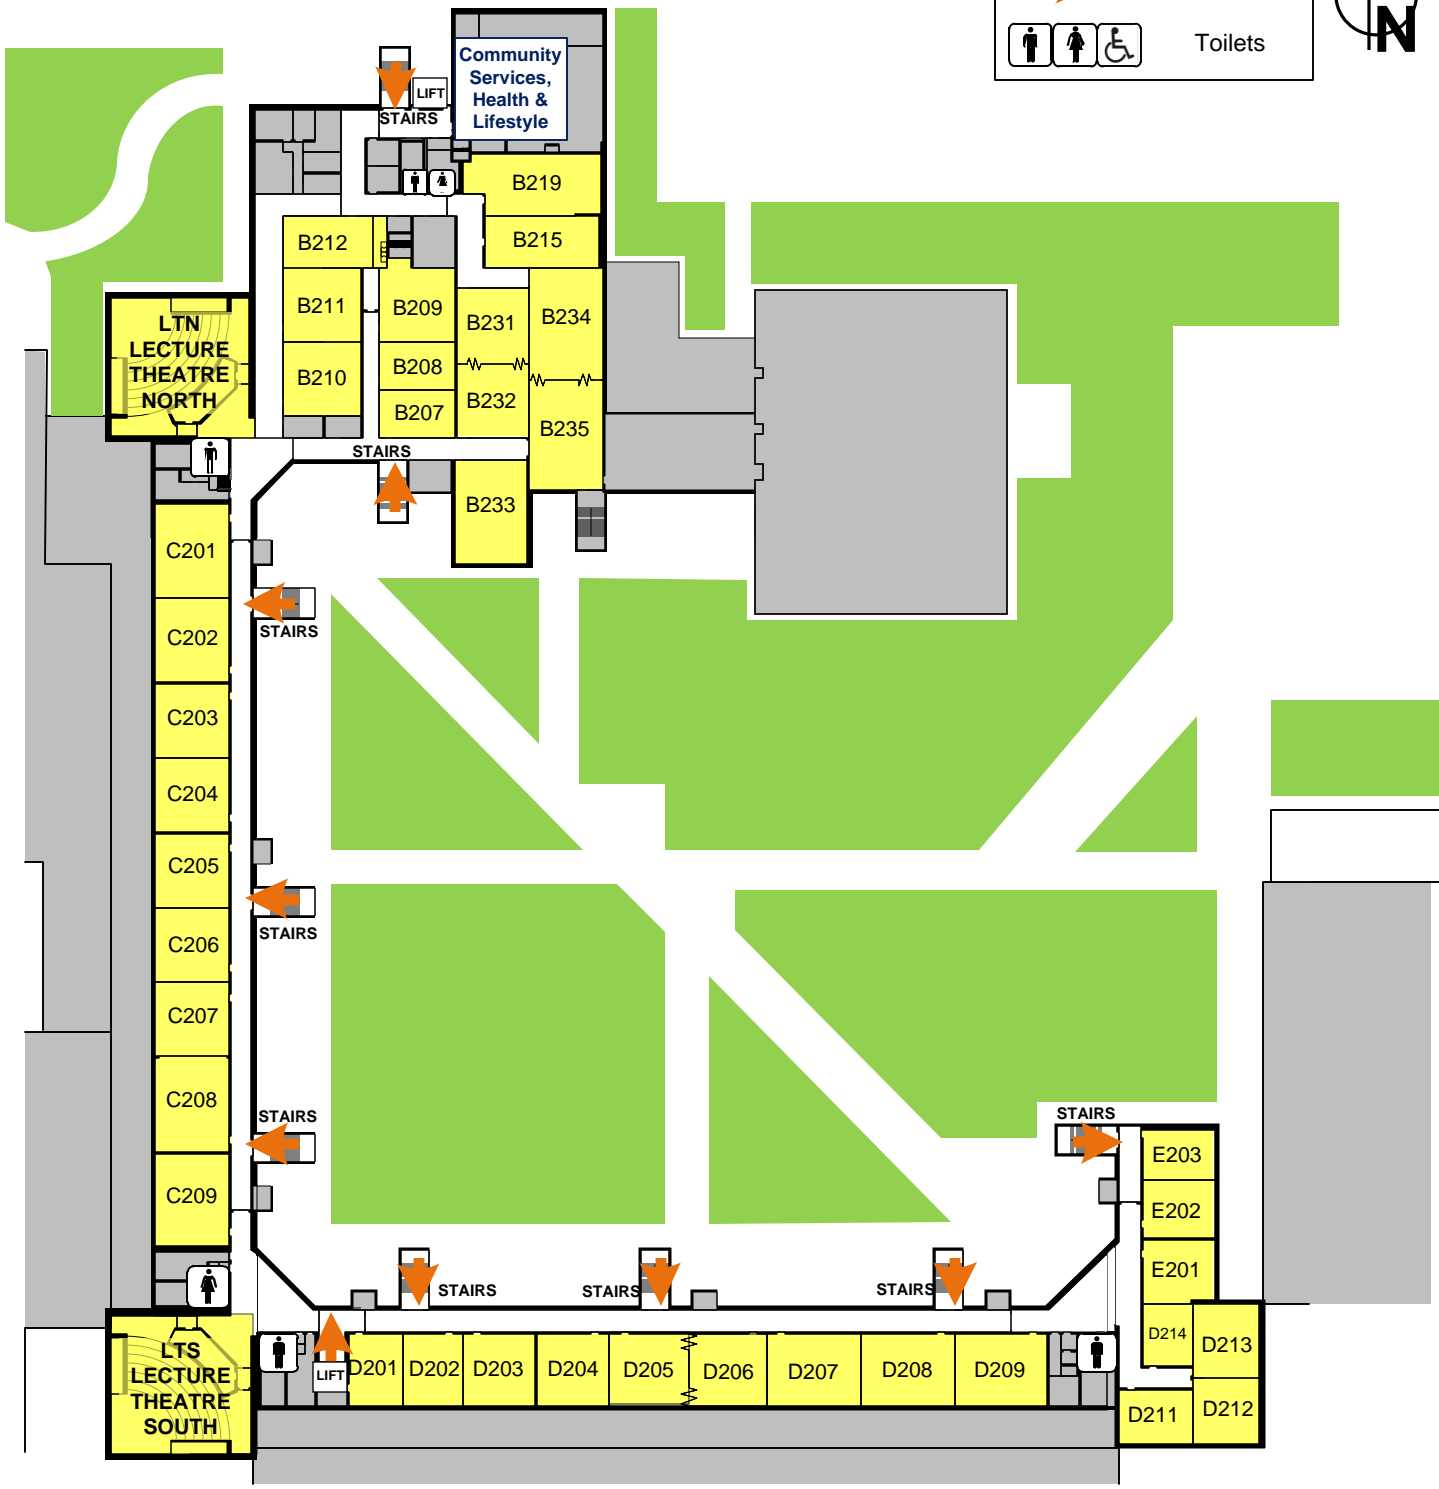 Toilets
N
Community
Services,
Health &
Lifestyle
LIFT
STAIRS
B219
B212
B215
B211
B209
B231
B234
LTN
LECTURE
THEATRE
NORTH
B210
B208
B232
B207
B235
STAIRS
B233
C201
C202
STAIRS
C203
C204
C205
C206
STAIRS
C207
C208
STAIRS
C209
STAIRS
E203
E202
E201
STAIRS
STAIRS
STAIRS
D214
D213
LTS
LECTURE
THEATRE
SOUTH
LIFT
D201
D202
D203
D204
D205
D206
D207
D208
D209
D211
D212